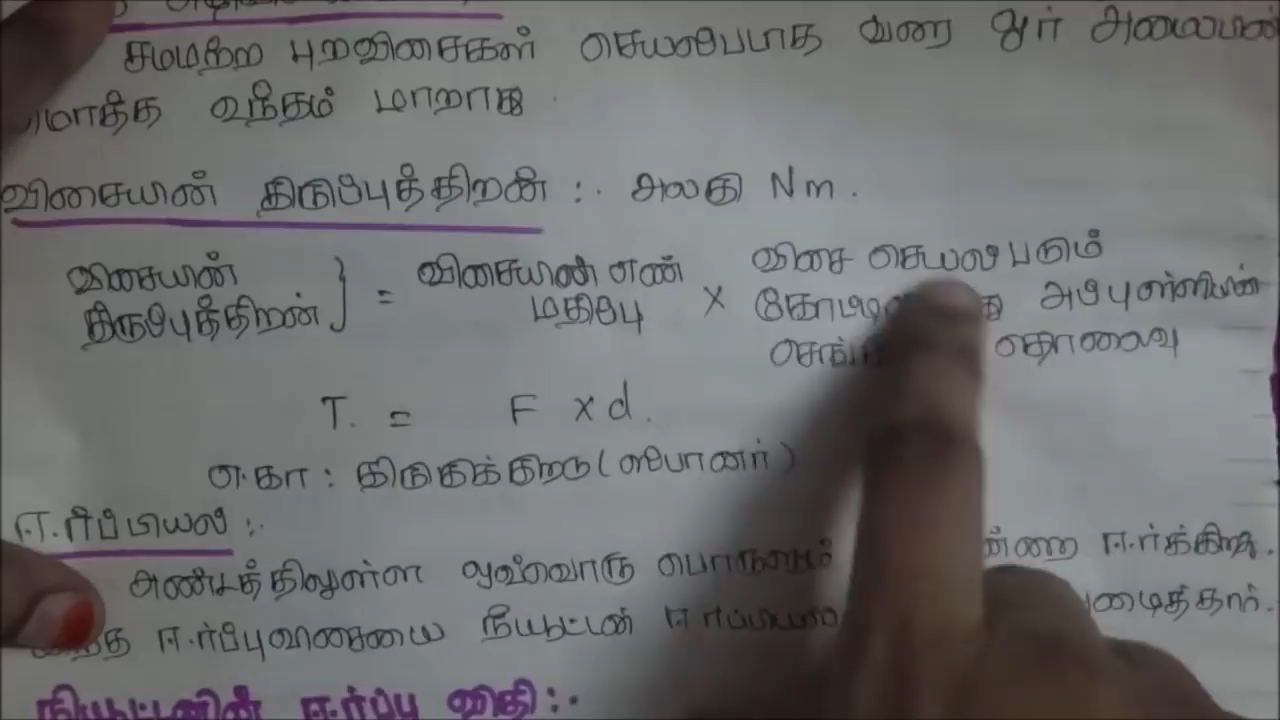 சமமற்ற புறவிசைகள் செயல்படாத வரை ஓர் அமைப்பின்
மொத்த உந்தம் மாறாது.
விசையின் திருப்புத்திறன் :. அலகு Nm.
விசையின் திருப்புத்திறன் } = விசையின் எண் மதிப்பு × விசை செயல்படும் அப்புள்ளியின் தொலைவு
T. = F × d.
எ.கா : திருகுக்குறடு (ஸ்பேனர்)
ஈர்ப்பியல் :.
அண்டத்திலுள்ள ஒவ்வொரு பொருளும் ஈர்க்கிறது.
இந்த ஈர்ப்புவிசையை நியூட்டன்
நியூட்டனின் ஈர்ப்பு விதி :.